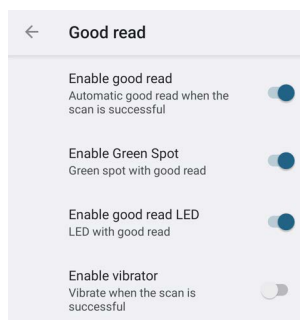 Good read
Enable good read
Automatic good read when the
scan is successful
Enable Green Spot
Green spot with good read
Enable good read LED
LED with good read
Enable vibrator
Vibrate when the scan is
successful